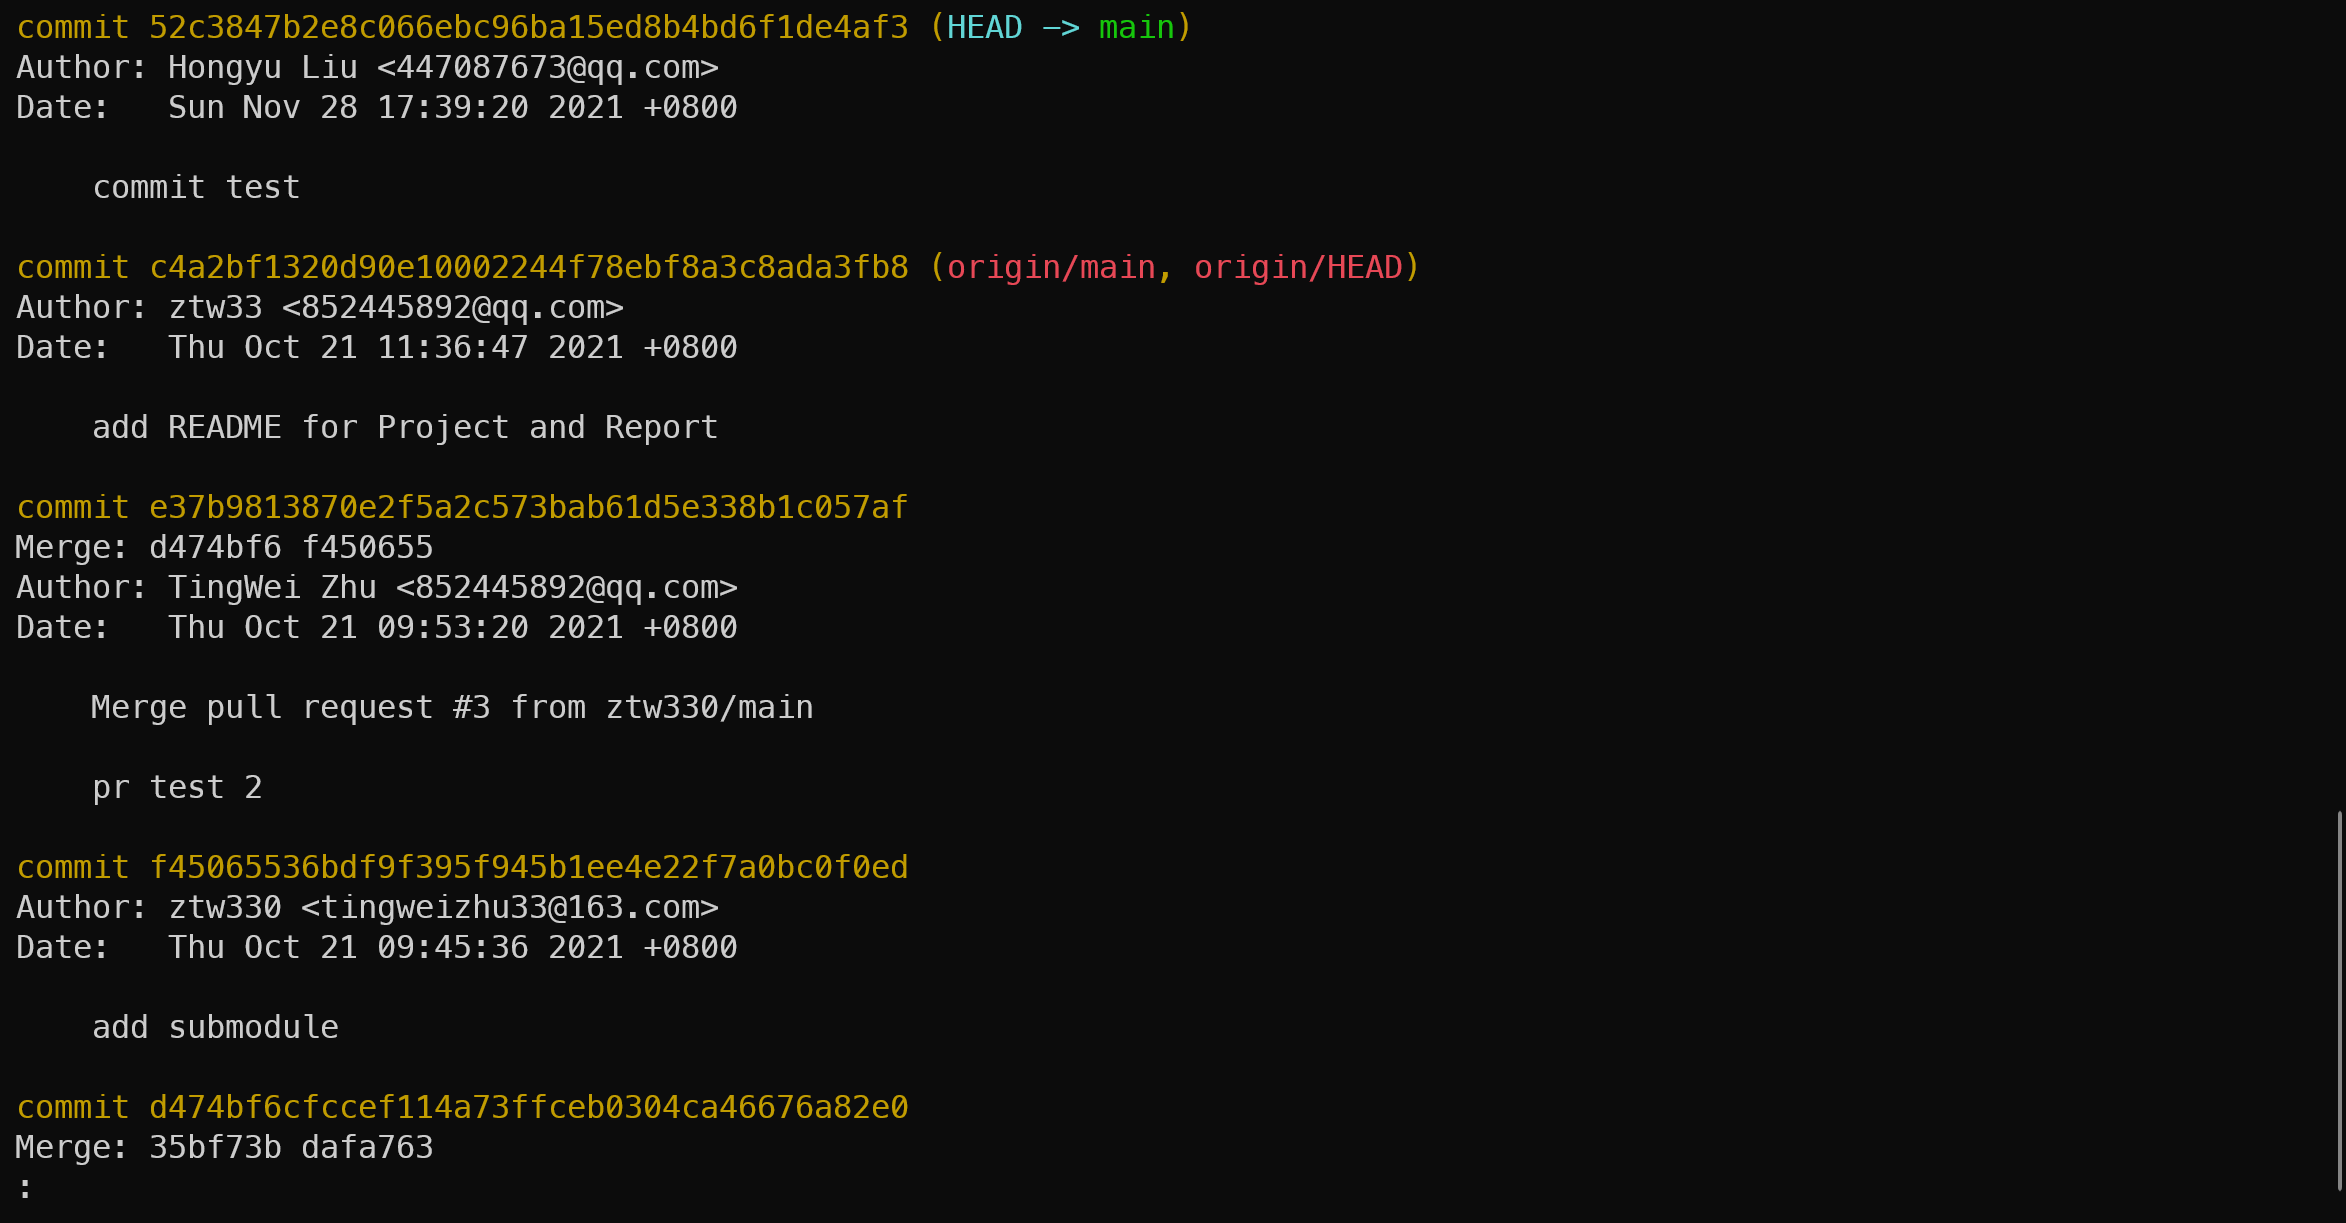 commit 52c3847b2e8c066ebc96ba15ed8b4bd6f1de4af3 (HEAD -> main)
Author: Hongyu Liu <447087673@qq.com>
Date:   Sun Nov 28 17:39:20 2021 +0800
    commit test
commit c4a2bf1320d90e10002244f78ebf8a3c8ada3fb8 (origin/main, origin/HEAD)
Author: ztw33 <852445892@qq.com>
Date:   Thu Oct 21 11:36:47 2021 +0800
    add README for Project and Report
commit e37b9813870e2f5a2c573bab61d5e338b1c057af
Merge: d474bf6 f450655
Author: TingWei Zhu <852445892@qq.com>
Date:   Thu Oct 21 09:53:20 2021 +0800
    Merge pull request #3 from ztw330/main
    pr test 2
commit f45065536bdf9f395f945b1ee4e22f7a0bc0f0ed
Author: ztw330 <tingweizhu33@163.com>
Date:   Thu Oct 21 09:45:36 2021 +0800
    add submodule
commit d474bf6cfccef114a73ffceb0304ca46676a82e0
Merge: 35bf73b dafa763
: